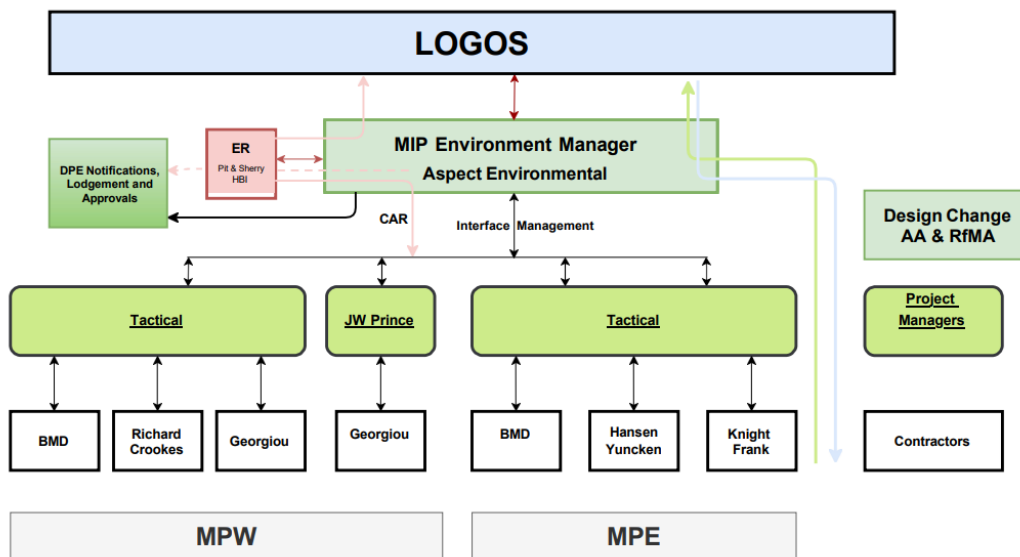 LOGOS
MIP Environment Manager
Aspect Environmental
ER
Pit & Sherry
HBI
DPE Notifications,
Lodgement and
Approvals
CAR
Interface Management
Design Change
AA & RfMA
Tactical
JW Prince
Tactical
Project
Managers
BMD
Richard
Crookes
Georgiou
Georgiou
BMD
Hansen
Yuncken
Knight
Frank
Contractors
MPW
MPE